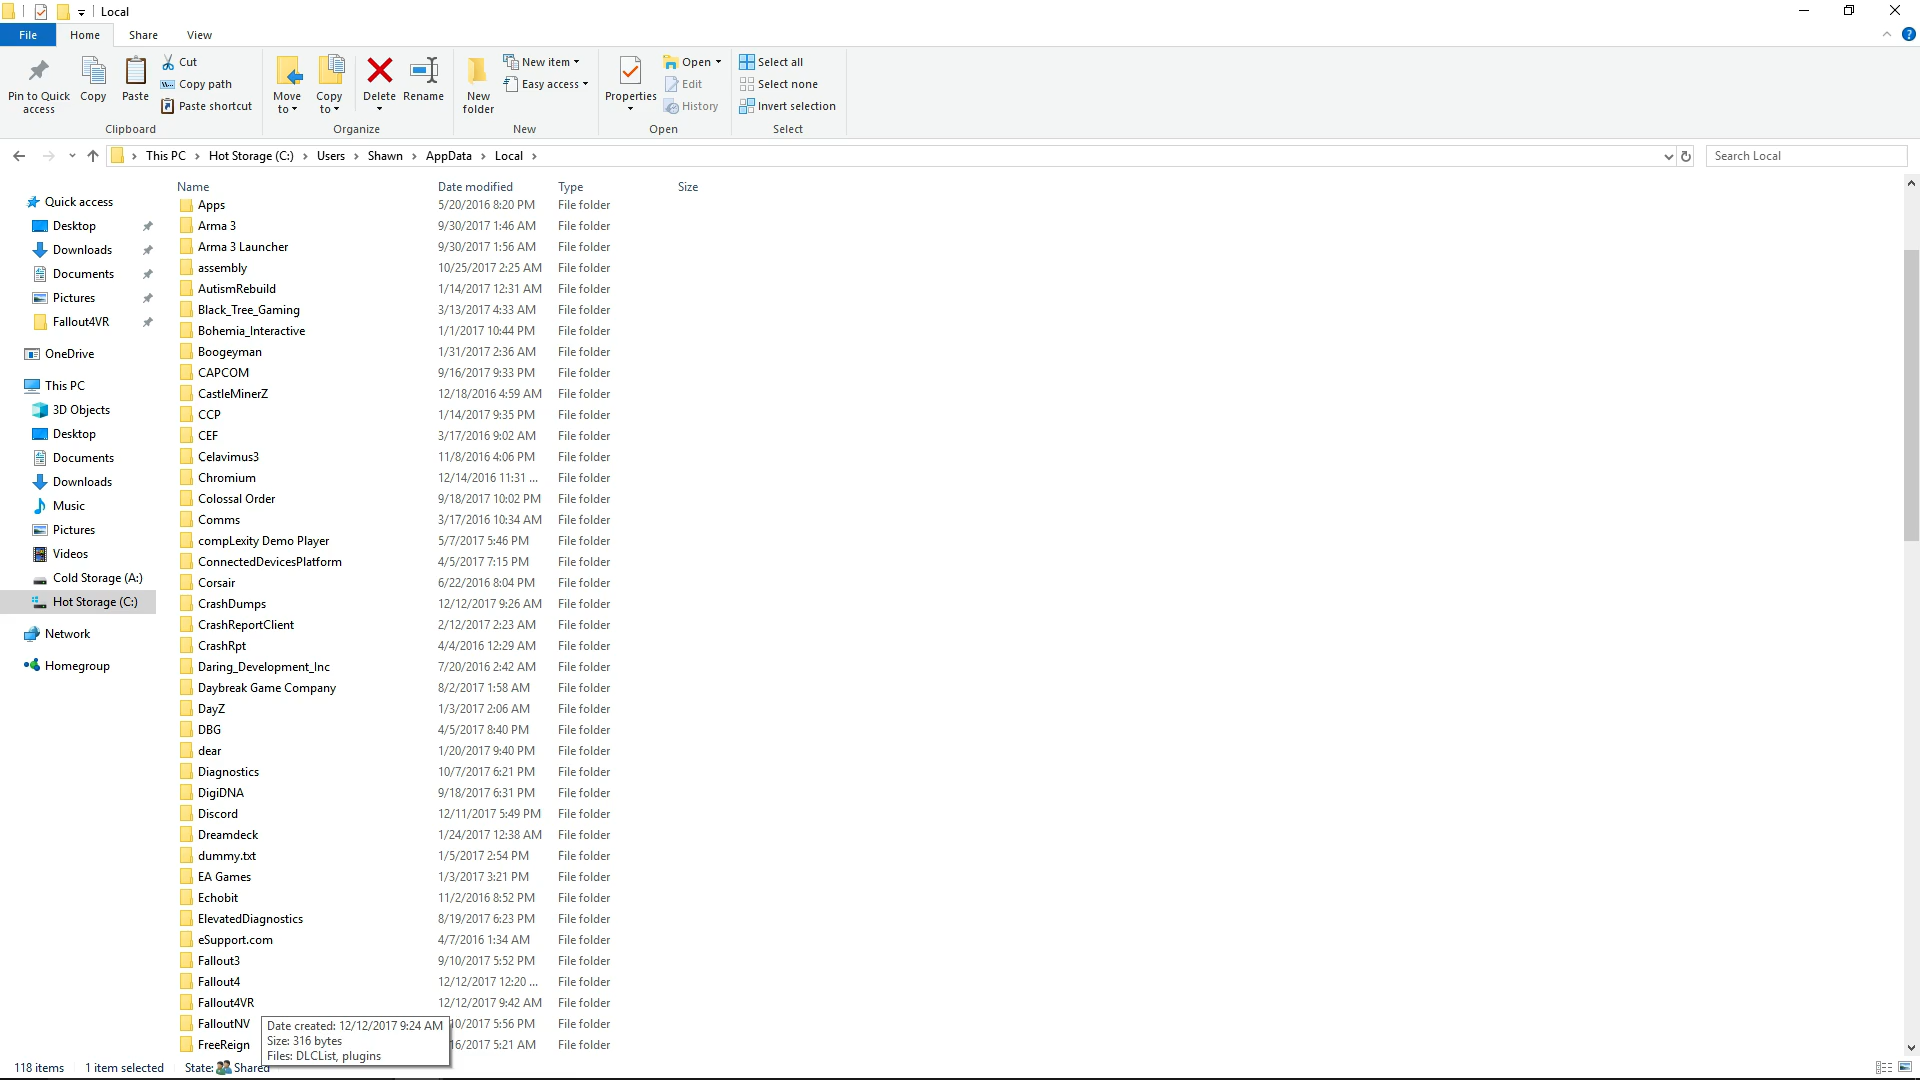 Local
File Home Share View
Pin to Quick access
Copy
Paste
Cut
Copy path
Paste shortcut
Clipboard
Move to
Copy to
Delete
Rename
Organize
New folder
New item
Easy access
New
Properties
Open
Edit
History
Open
Select all
Select none
Invert selection
Select
This PC > Hot Storage (C:) > Users > Shawn > AppData > Local >
Search Local
Quick access
Desktop
Downloads
Documents
Pictures
Fallout4VR
OneDrive
This PC
3D Objects
Desktop
Documents
Downloads
Music
Pictures
Videos
Cold Storage (A:)
Hot Storage (C:)
Network
Homegroup
Name Date modified Type Size
Apps 5/20/2016 8:20 PM File folder
Arma 3 9/30/2017 1:46 AM File folder
Arma 3 Launcher 9/30/2017 1:56 AM File folder
assembly 10/25/2017 2:25 AM File folder
AutismRebuild 1/14/2017 12:31 AM File folder
Black_Tree_Gaming 3/13/2017 4:33 AM File folder
Bohemia_Interactive 1/1/2017 10:44 PM File folder
Boogeyman 1/31/2017 2:36 AM File folder
CAPCOM 9/16/2017 9:33 PM File folder
CastleMinerZ 12/18/2016 4:59 AM File folder
CCP 1/14/2017 9:35 PM File folder
CEF 3/17/2016 9:02 AM File folder
Celavimus3 11/8/2016 4:06 PM File folder
Chromium 12/14/2016 11:31 ... File folder
Colossal Order 9/18/2017 10:02 PM File folder
Comms 3/17/2016 10:34 AM File folder
compLexity Demo Player 5/7/2017 5:46 PM File folder
ConnectedDevicesPlatform 4/5/2017 7:15 PM File folder
Corsair 6/22/2016 8:04 PM File folder
CrashDumps 12/12/2017 9:26 AM File folder
CrashReportClient 2/12/2017 2:23 AM File folder
CrashRpt 4/4/2016 12:29 AM File folder
Daring_Development_Inc 7/20/2016 2:42 AM File folder
Daybreak Game Company 8/2/2017 1:58 AM File folder
DayZ 1/3/2017 2:06 AM File folder
DBG 4/5/2017 8:40 PM File folder
dear 1/20/2017 9:40 PM File folder
Diagnostics 10/7/2017 6:21 PM File folder
DigiDNA 9/18/2017 6:31 PM File folder
Discord 12/11/2017 5:49 PM File folder
Dreamdeck 1/24/2017 12:38 AM File folder
dummy.txt 1/5/2017 2:54 PM File folder
EA Games 1/3/2017 3:21 PM File folder
Echobit 11/2/2016 8:52 PM File folder
ElevatedDiagnostics 8/19/2017 6:23 PM File folder
eSupport.com 4/7/2016 1:34 AM File folder
Fallout3 9/10/2017 5:52 PM File folder
Fallout4 12/12/2017 12:20 ... File folder
Fallout4VR 12/12/2017 9:42 AM File folder
FalloutNV 10/2017 5:56 PM File folder
FreeReign 16/2017 5:21 AM File folder
Date created: 12/12/2017 9:24 AM
Size: 316 bytes
Files: DLCList, plugins
118 items 1 item selected State: Shared